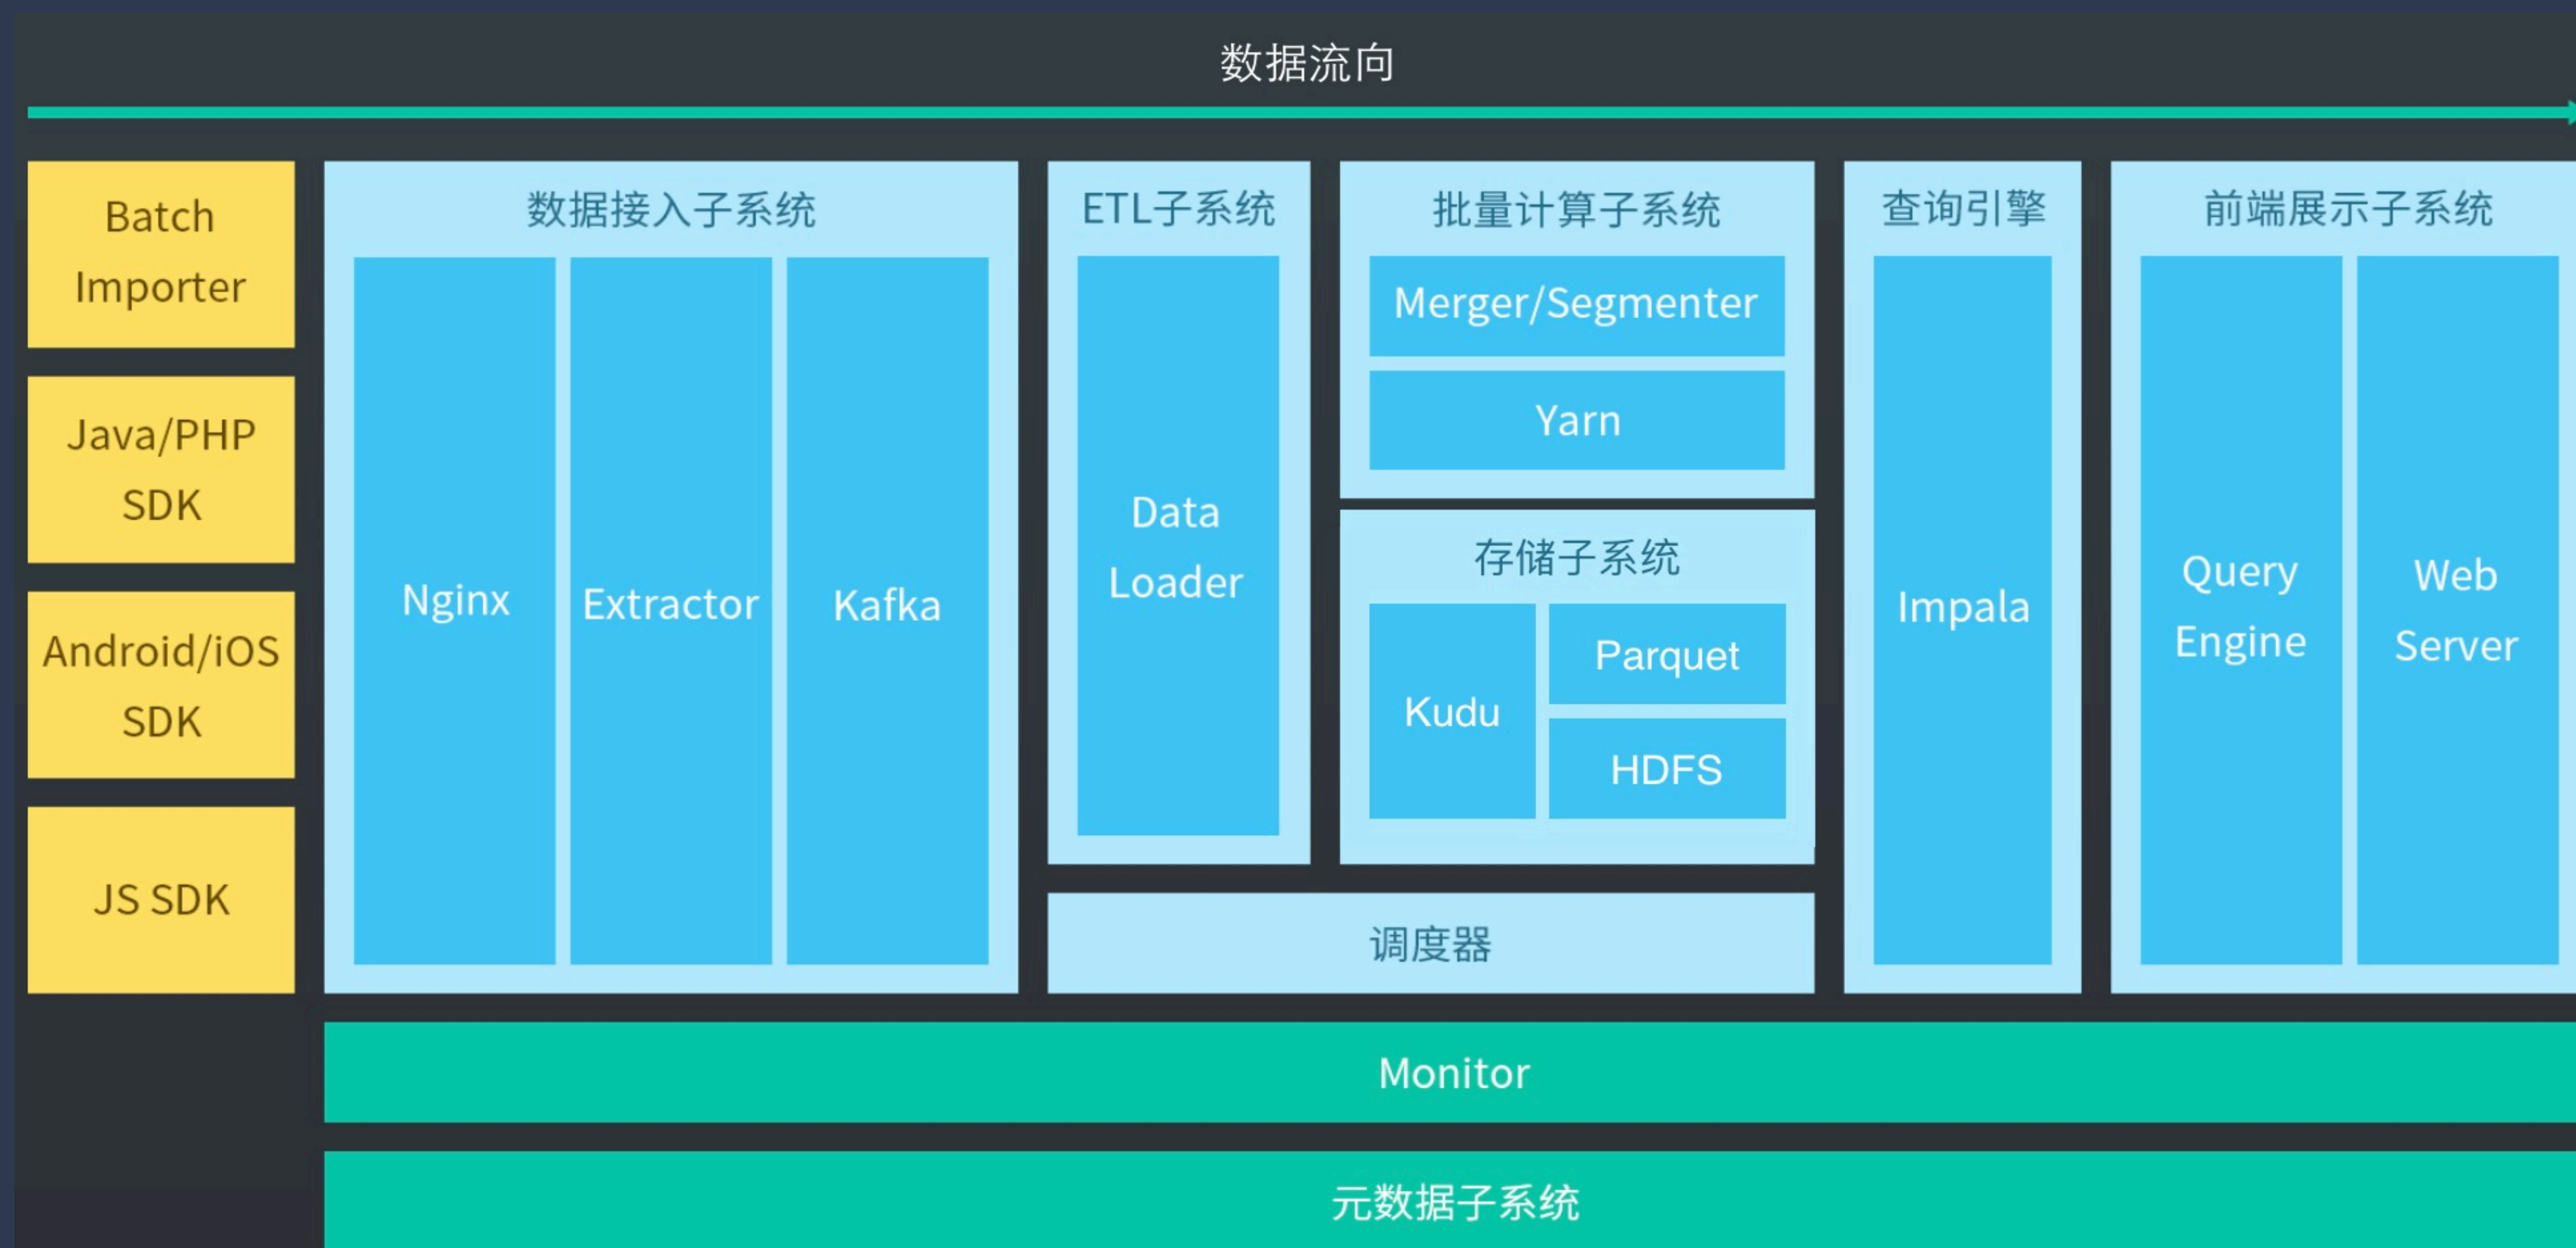 数据流向
Batch
Importer
Java/PHP
SDK
Android/iOS
SDK
JS SDK
数据接入子系统
Nginx
Extractor
Kafka
ETL子系统
Data
Loader
批量计算子系统
Merger/Segmenter
Yarn
存储子系统
Kudu
Parquet
HDFS
调度器
查询引擎
Impala
前端展示子系统
Query
Engine
Web
Server
Monitor
元数据子系统